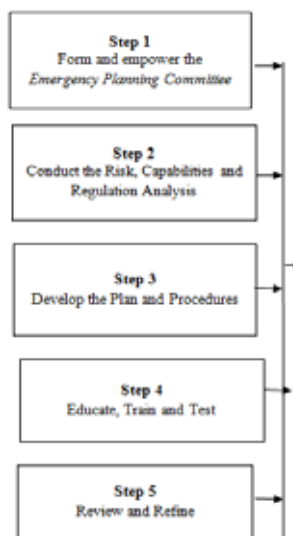 Step 1
Form and empower the
Emergency Planning Committee
Step 2
Conduct the Risk, Capabilities and
Regulation Analysis
Step 3
Develop the Plan and Procedures
Step 4
Educate, Train and Test
Step 5
Review and Refine